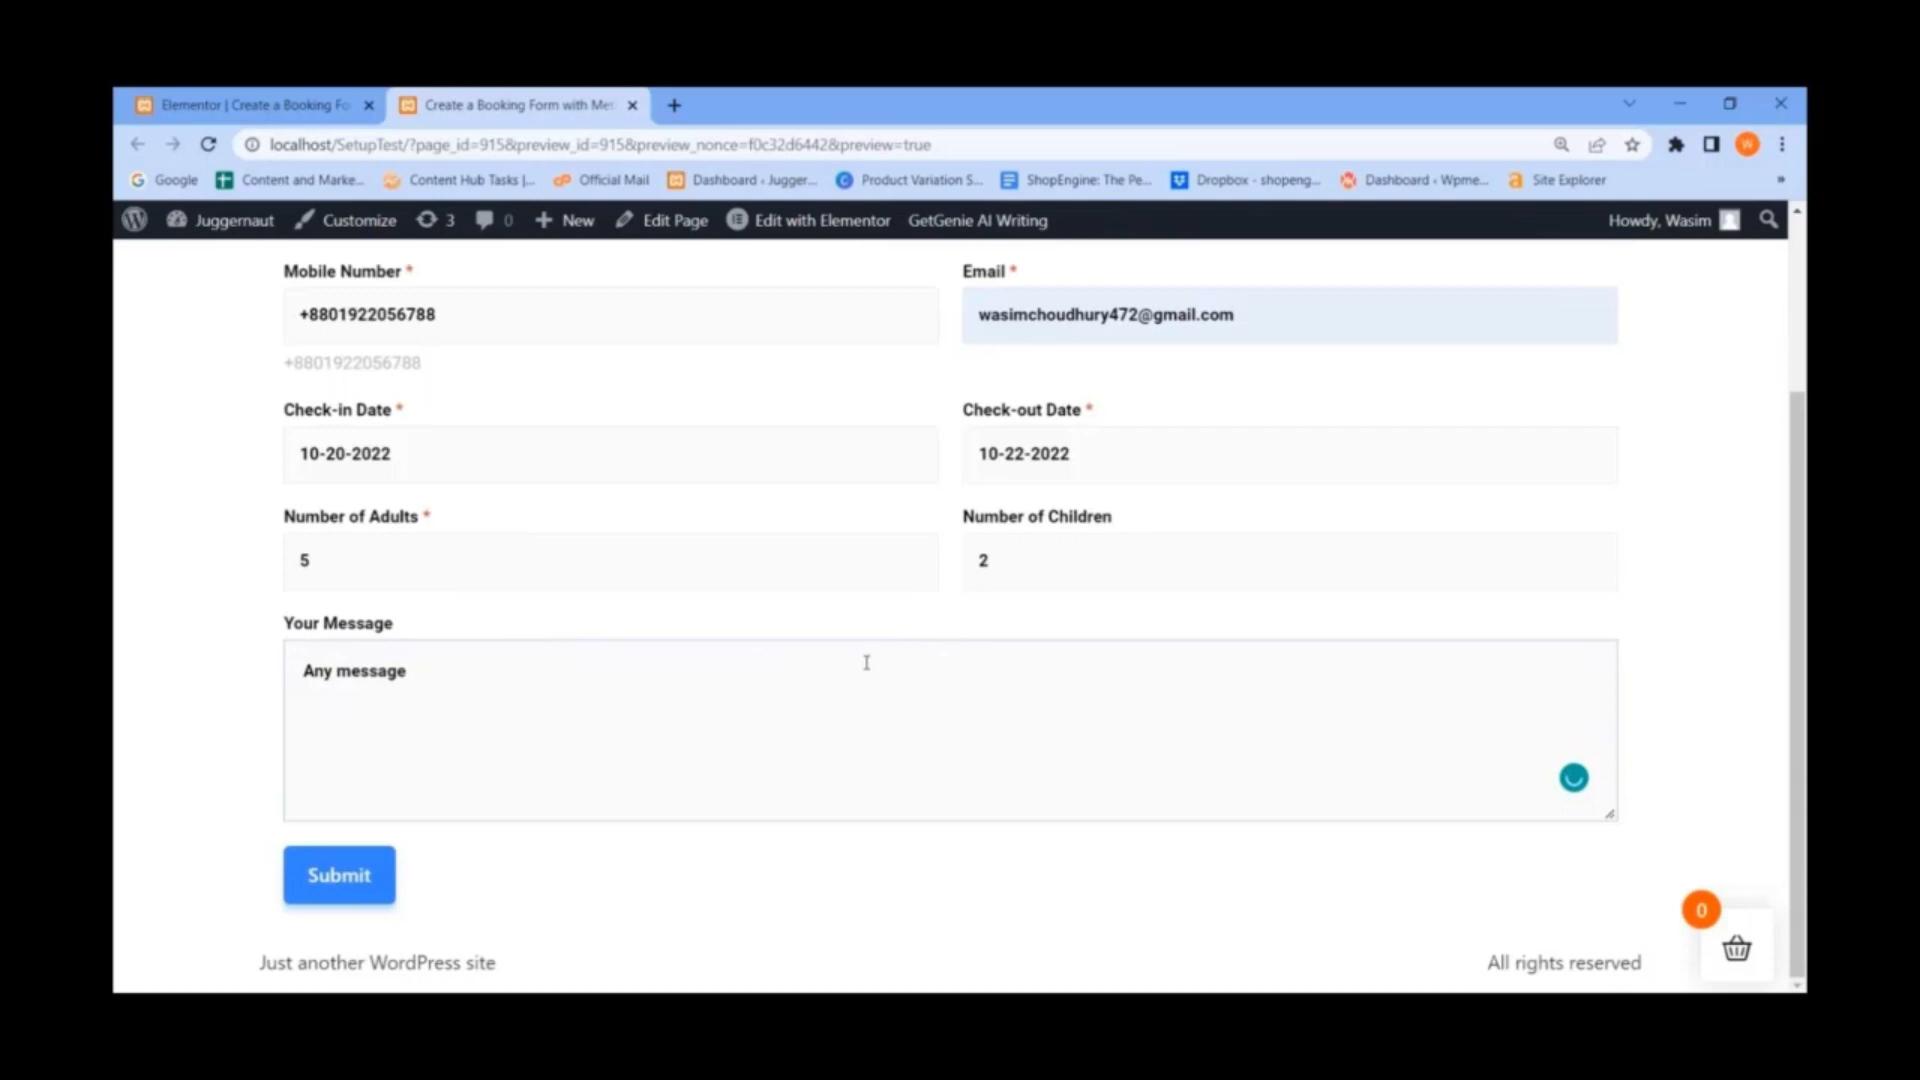 Elementor | Create a Booking Fo
Create a Booking Form with Met
localhost/SetupTest/?page_id=915&preview_id=915&preview_nonce=f0c32d6442&preview=true
W
Google
Content and Marke...
Content Hub Tasks |...
Official Mail
Dashboard ‹ Jugger...
Product Variation S...
ShopEngine: The Pe...
Dropbox - shopeng...
Dashboard ‹ Wpme...
Site Explorer
»
Juggernaut
Customize
3
0
New
Edit Page
Edit with Elementor
GetGenie AI Writing
Howdy, Wasim
Mobile Number *
Email *
+8801922056788
wasimchoudhury472@gmail.com
+8801922056788
Check-in Date *
Check-out Date *
10-20-2022
10-22-2022
Number of Adults *
Number of Children
5
2
Your Message
Any message
Submit
0
Just another WordPress site
All rights reserved